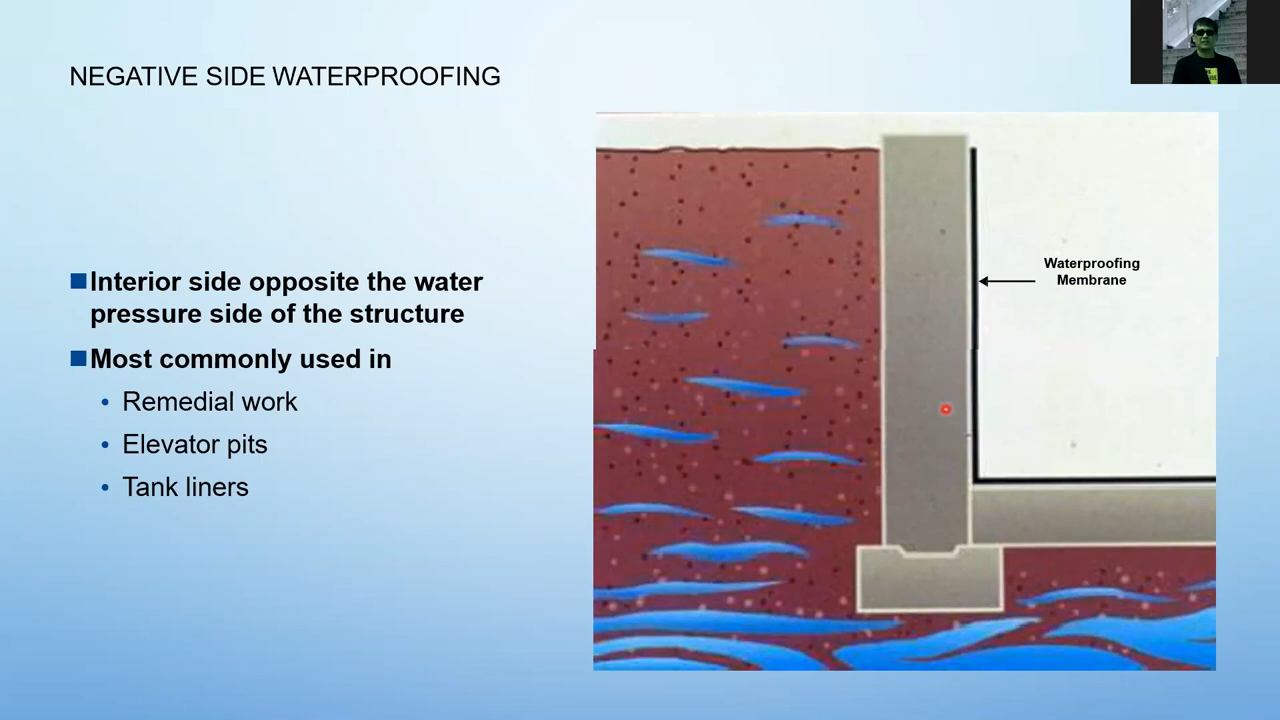 NEGATIVE SIDE WATERPROOFING
■Interior side opposite the water
pressure side of the structure
■Most commonly used in
• Remedial work
• Elevator pits
• Tank liners
Waterproofing
Membrane